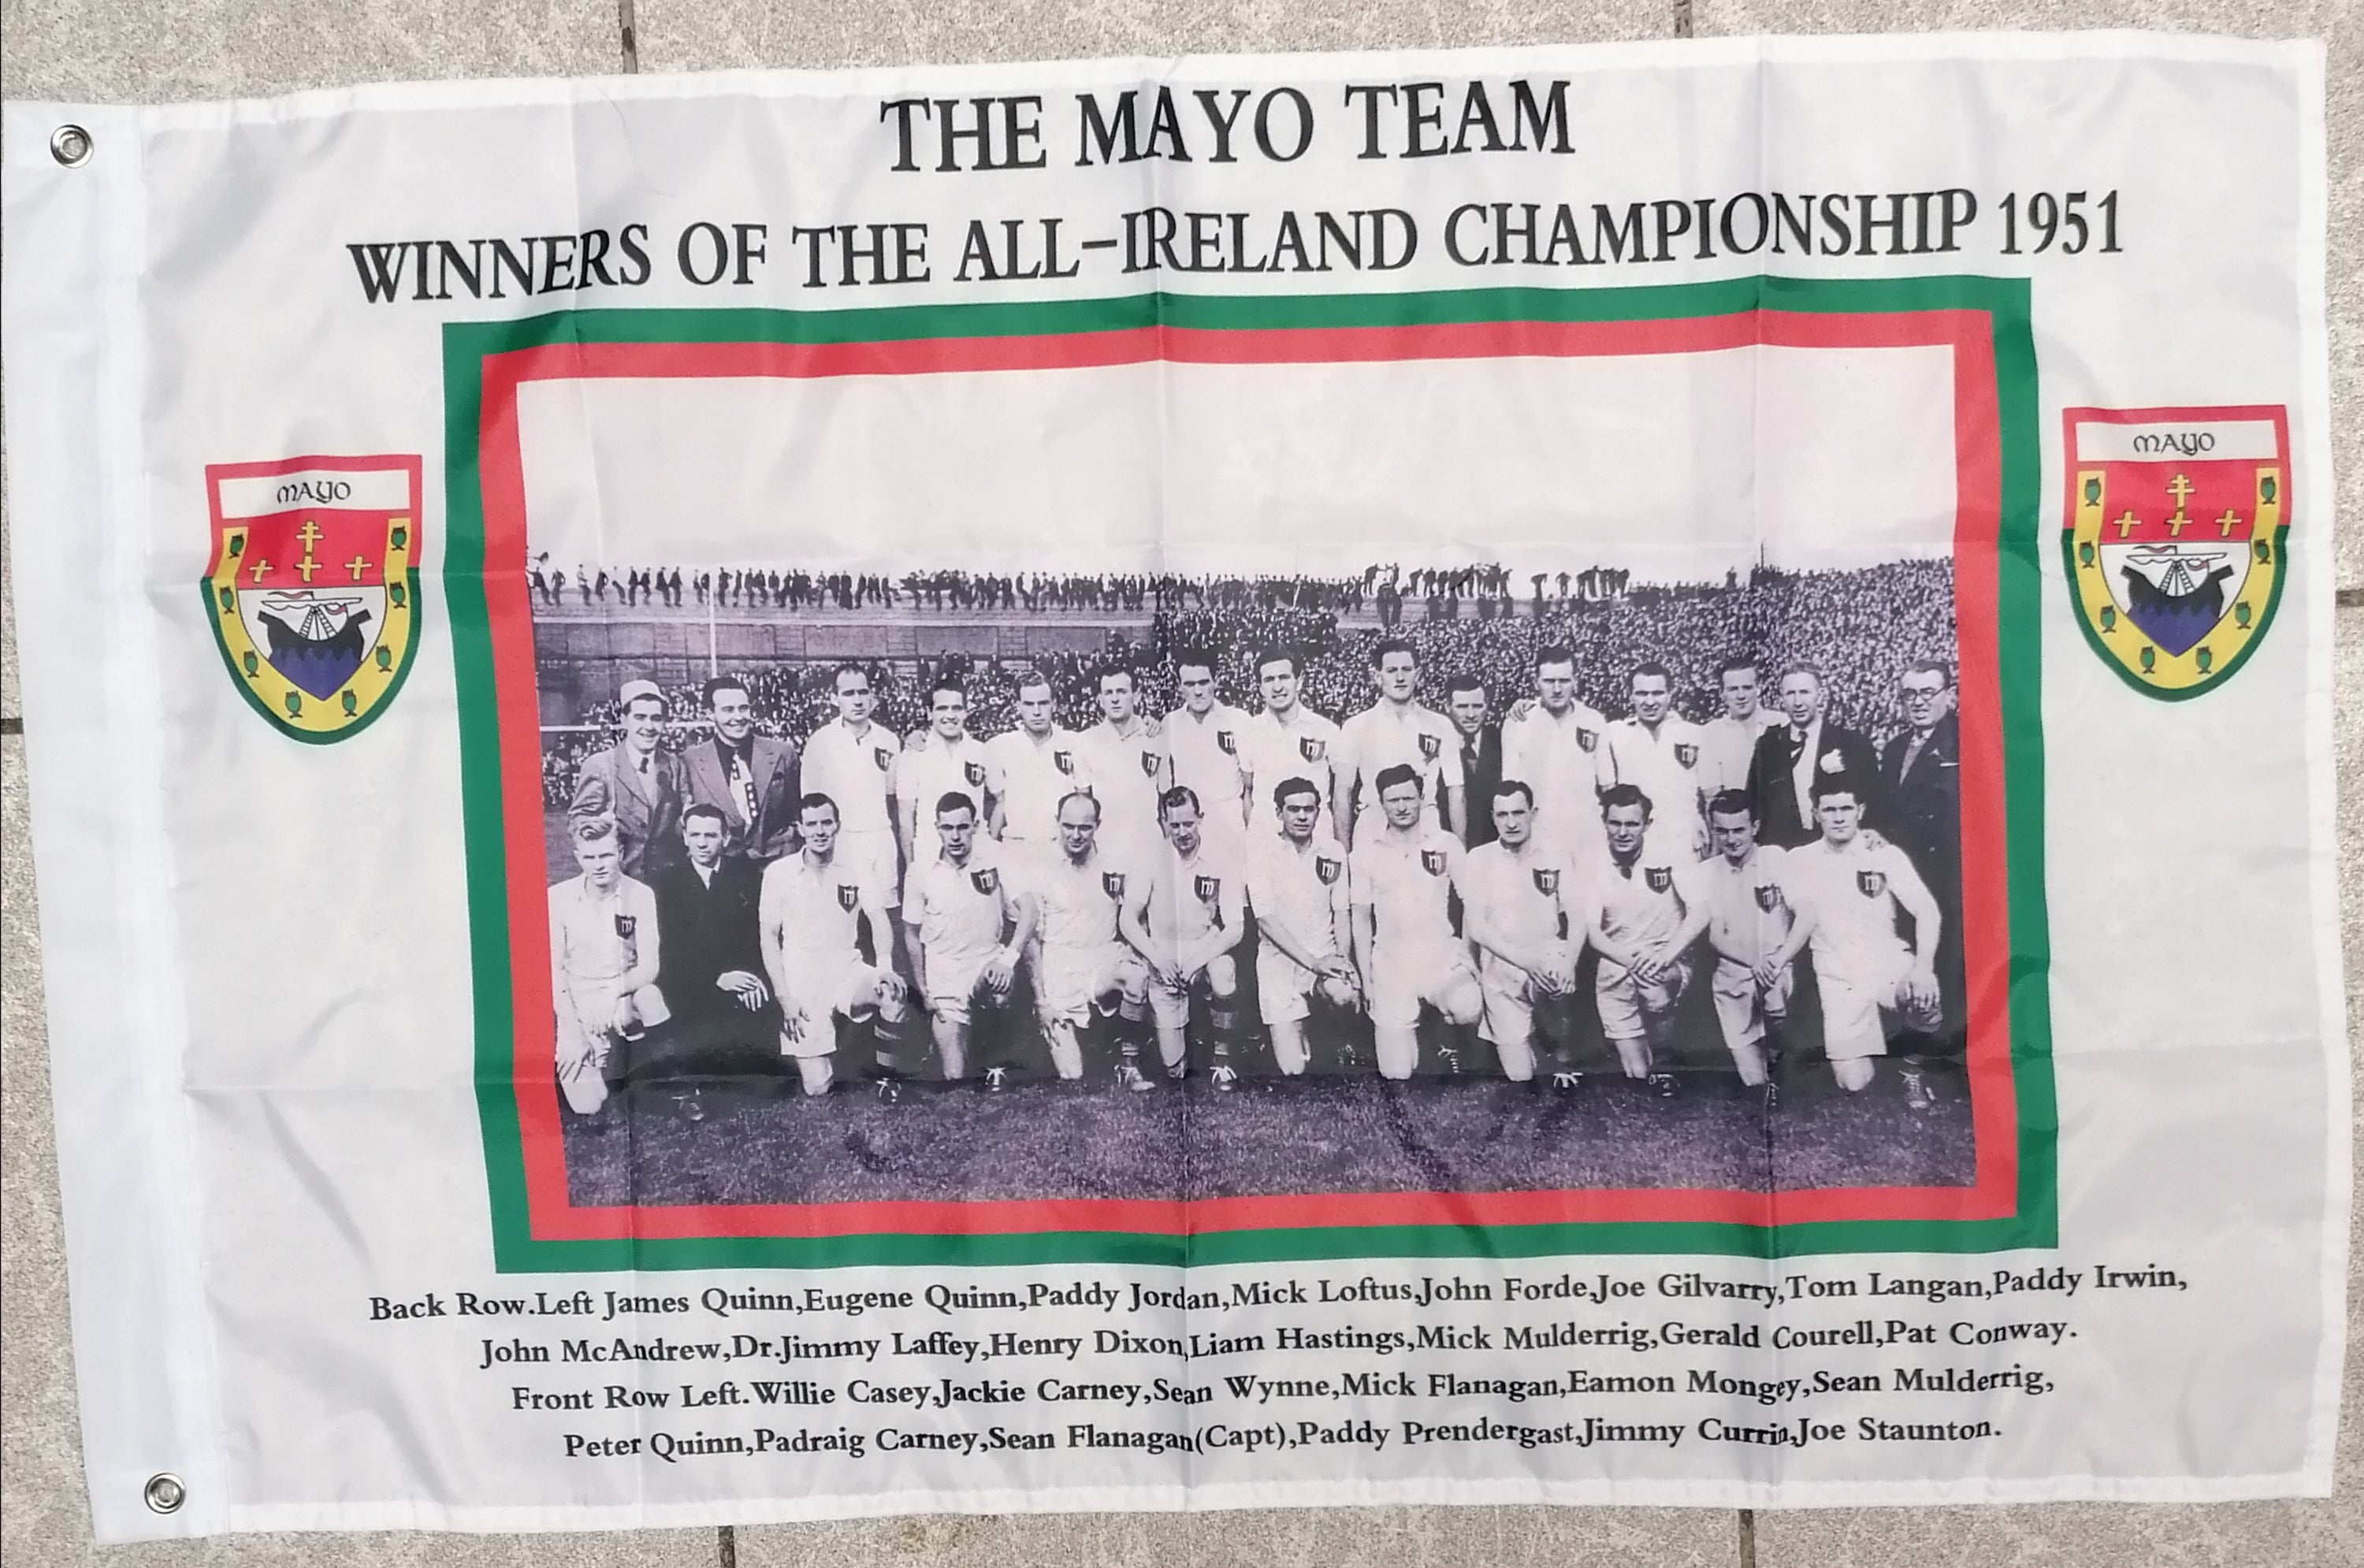 THE MAYO TEAM
WINNERS OF THE ALL-IRELAND CHAMPIONSHIP 1951
MAYO
MAYO
Back Row.Left James Quinn,Eugene Quinn,Paddy Jordan,Mick Loftus,John Forde,Joe Gilvarry,Tom Langan,Paddy Irwin,
John McAndrew,Dr.Jimmy Laffey,Henry Dixon,Liam Hastings,Mick Mulderrig,Gerald Courell,Pat Conway.
Front Row Left.Willie Casey,Jackie Carney,Sean Wynne,Mick Flanagan,Eamon Mongey,Sean Mulderrig,
Peter Quinn,Padraig Carney,Sean Flanagan(Capt),Paddy Prendergast,Jimmy Currin,Joe Staunton.